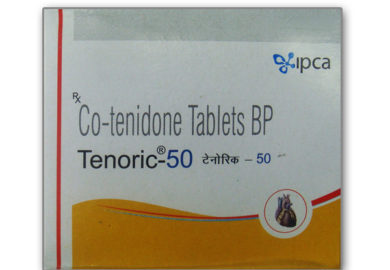 ipca
Rx
Co-tenidone Tablets BP
Tenoric®-50 टेनोरिक – 50